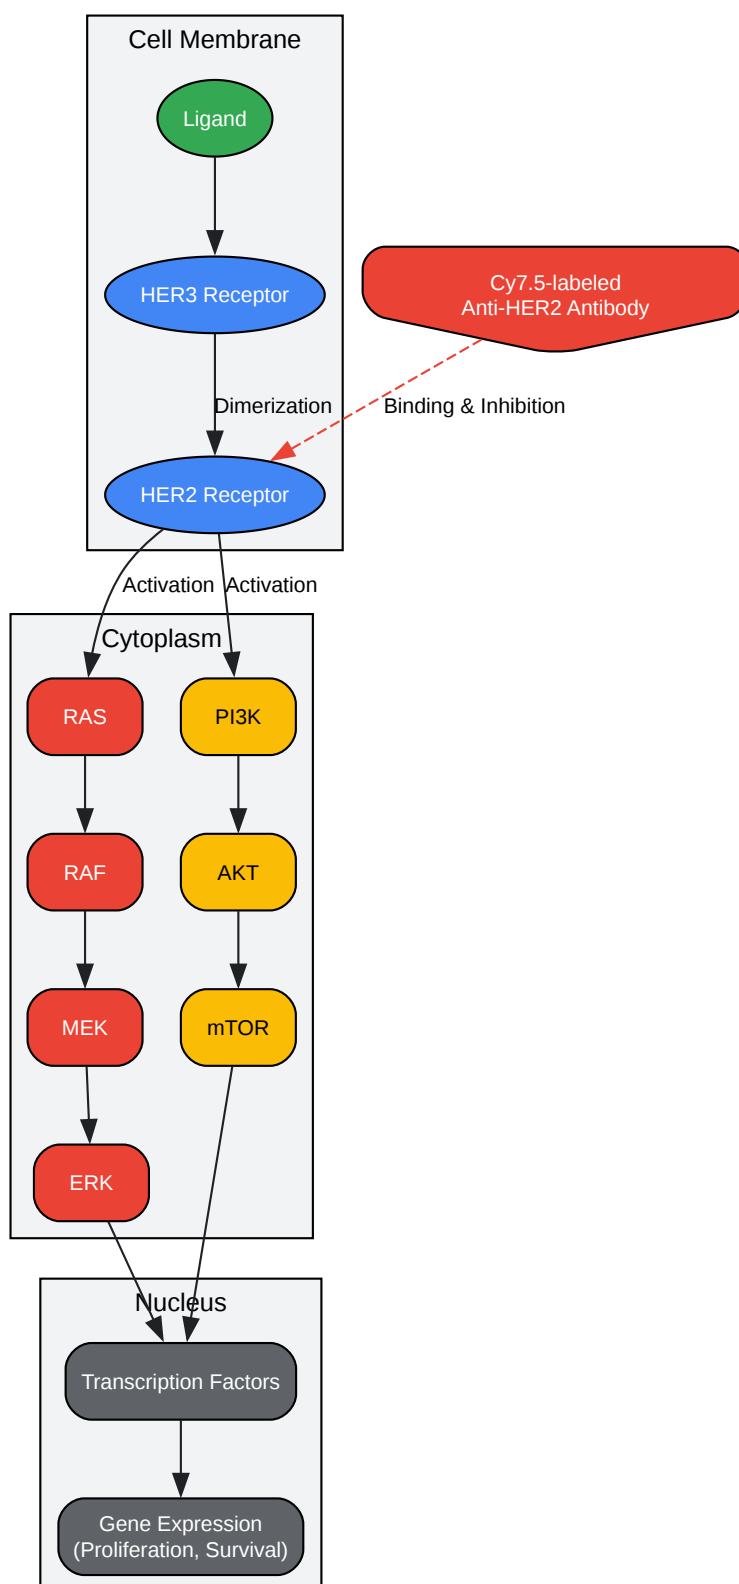 Cell Membrane
Ligand
HER3 Receptor
Cy7.5-labeled
Anti-HER2 Antibody
Dimerization
Binding & Inhibition
HER2 Receptor
Activation
Activation
Cytoplasm
RAS
PI3K
RAF
AKT
MEK
mTOR
ERK
Nucleus
Transcription Factors
Gene Expression
(Proliferation, Survival)